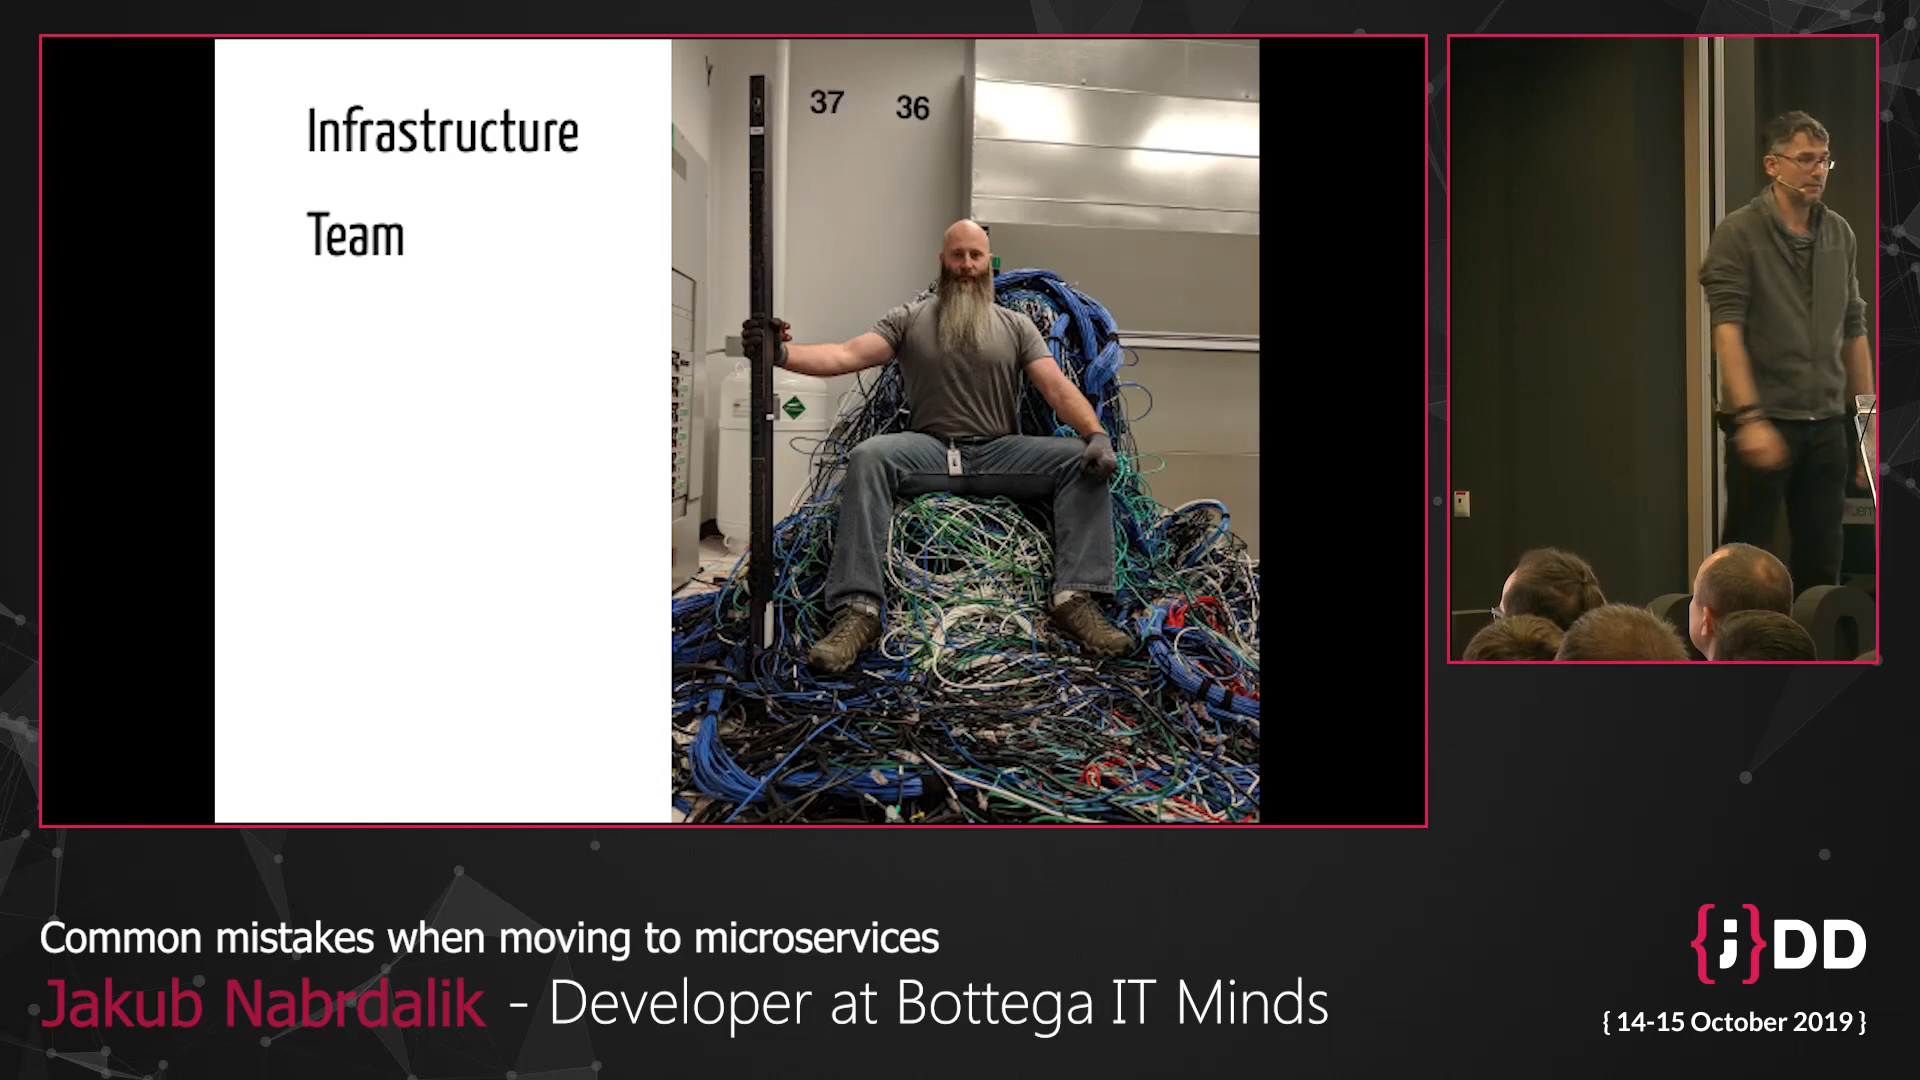 Infrastructure
Team
37 36
Common mistakes when moving to microservices
Jakub Nabrdalik - Developer at Bottega IT Minds
{;}DD
{ 14-15 October 2019 }